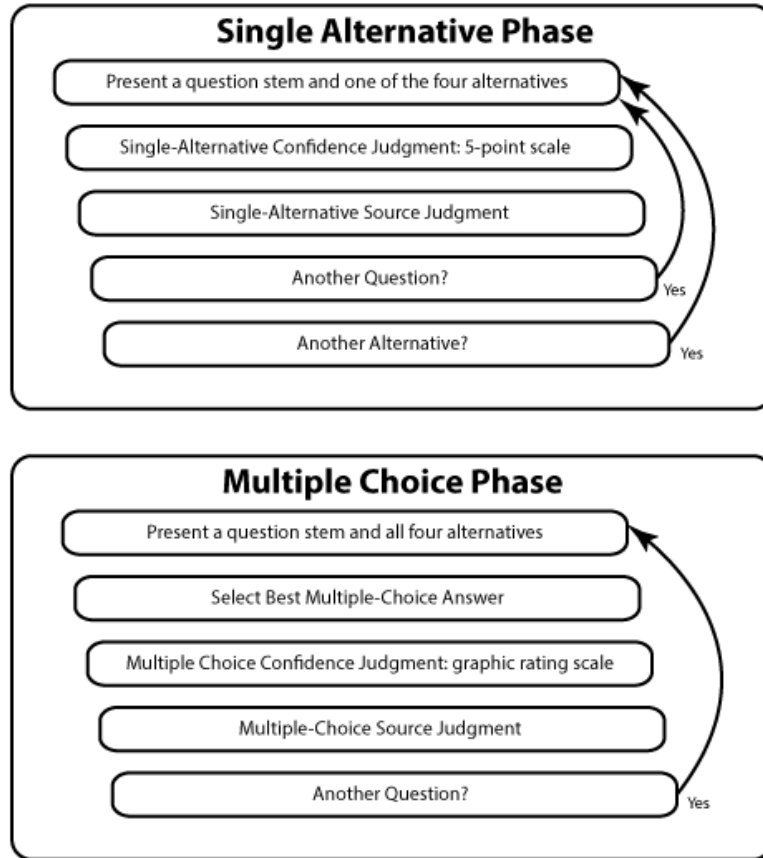 Single Alternative Phase
Present a question stem and one of the four alternatives
Single-Alternative Confidence Judgment: 5-point scale
Single-Alternative Source Judgment
Another Question?
Yes
Another Alternative?
Yes
Multiple Choice Phase
Present a question stem and all four alternatives
Select Best Multiple-Choice Answer
Multiple Choice Confidence Judgment: graphic rating scale
Multiple-Choice Source Judgment
Another Question?
Yes